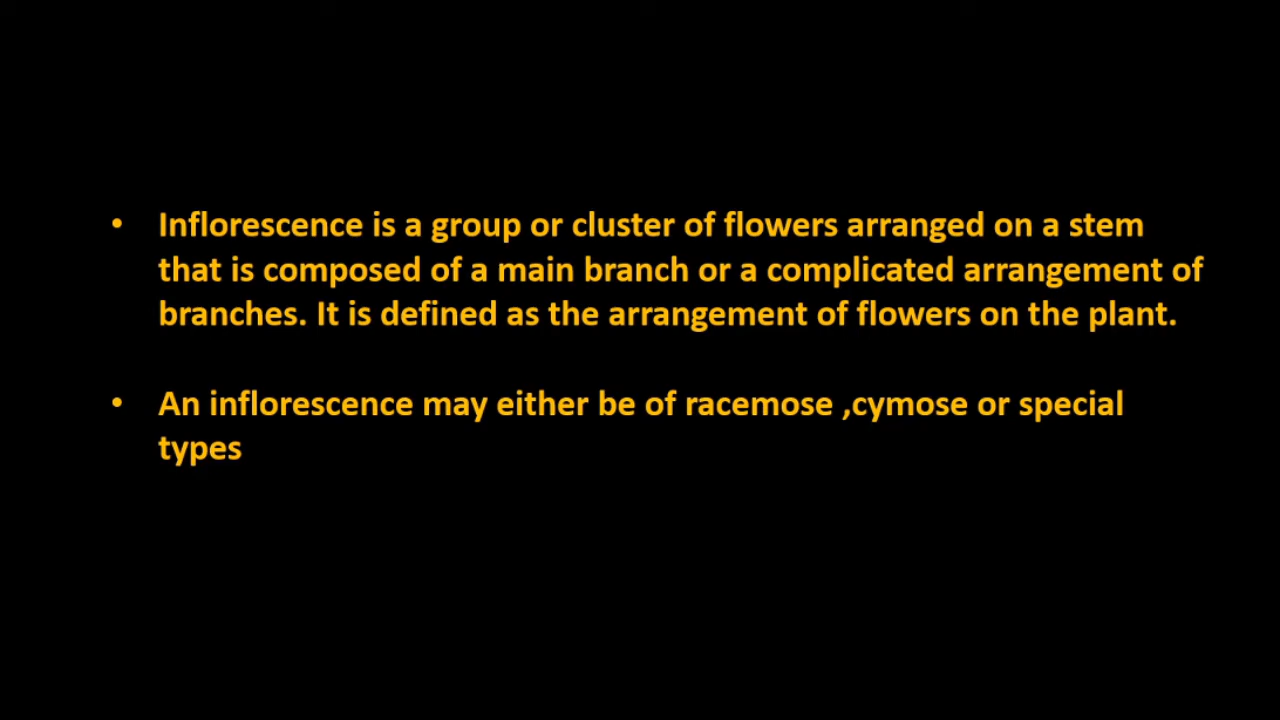 • Inflorescence is a group or cluster of flowers arranged on a stem
that is composed of a main branch or a complicated arrangement of
branches. It is defined as the arrangement of flowers on the plant.
• An inflorescence may either be of racemose ,cymose or special
types